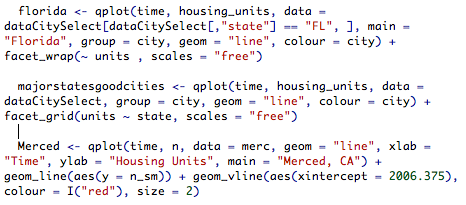 florida <- qplot(time, housing_units, data =
dataCitySelect[dataCitySelect[,"state"] == "FL", ], main =
"Florida", group = city, geom = "line", colour = city) +
facet_wrap(~ units , scales = "free")
majorstatesgoodcities <- qplot(time, housing_units, data =
dataCitySelect, group = city, geom = "line", colour = city) +
facet_grid(units ~ state, scales = "free")
Merced <- qplot(time, n, data = merc, geom = "line", xlab =
"Time", ylab = "Housing Units", main = "Merced, CA") +
geom_line(aes(y = n_sm)) + geom_vline(aes(xintercept = 2006.375),
colour = I("red"), size = 2)